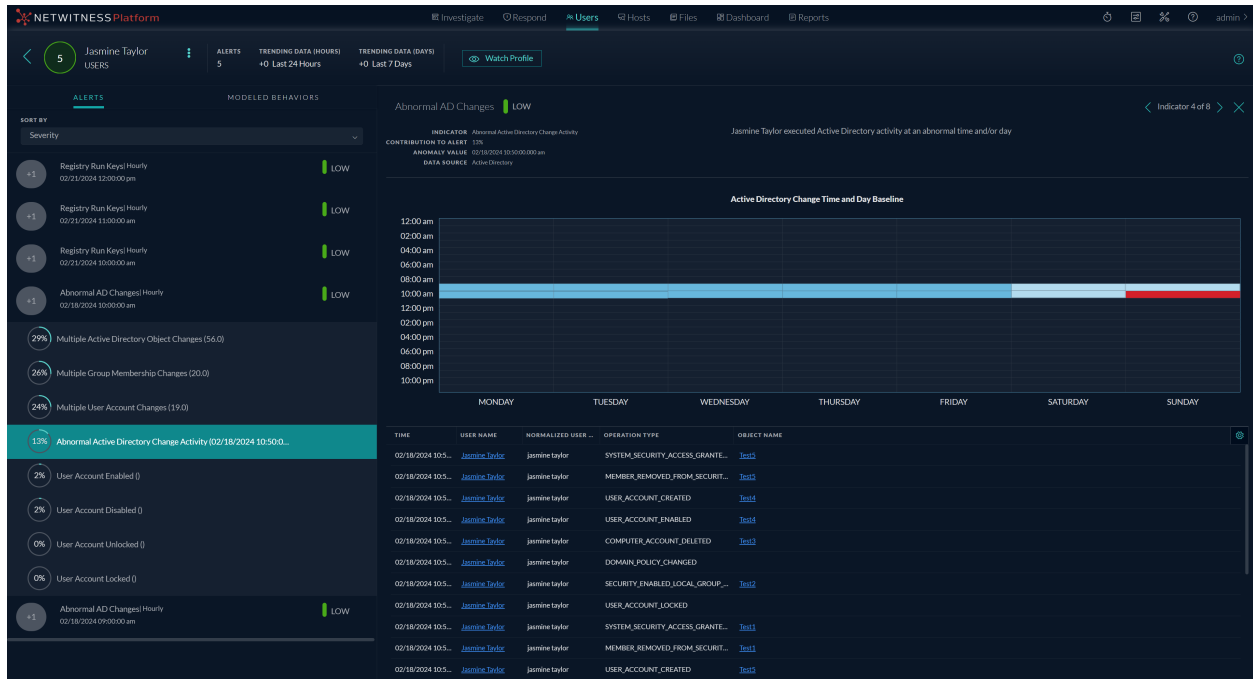 NETWITNESS Platform
Investigate
Respond
Users
Hosts
Files
Dashboard
Reports
admin
5
Jasmine Taylor
USERS
ALERTS
5
TRENDING DATA (HOURS)
+0 Last 24 Hours
TRENDING DATA (DAYS)
+0 Last 7 Days
Watch Profile
ALERTS
MODELED BEHAVIORS
SORT BY
Severity
+1
Registry Run Keys| Hourly
02/21/2024 12:00:00 pm
LOW
+1
Registry Run Keys| Hourly
02/21/2024 11:00:00 am
LOW
+1
Registry Run Keys| Hourly
02/21/2024 10:00:00 am
LOW
+1
Abnormal AD Changes| Hourly
02/18/2024 10:00:00 am
LOW
29% Multiple Active Directory Object Changes (56.0)
26% Multiple Group Membership Changes (20.0)
24% Multiple User Account Changes (19.0)
13% Abnormal Active Directory Change Activity (02/18/2024 10:50:0...
2% User Account Enabled ()
2% User Account Disabled ()
0% User Account Unlocked ()
0% User Account Locked ()
+1
Abnormal AD Changes| Hourly
02/18/2024 09:00:00 am
LOW
Abnormal AD Changes LOW
Indicator 4 of 8
INDICATOR Abnormal Active Directory Change Activity
CONTRIBUTION TO ALERT 13%
ANOMALY VALUE 02/18/2024 10:50:00.000 am
DATA SOURCE Active Directory
Jasmine Taylor executed Active Directory activity at an abnormal time and/or day
Active Directory Change Time and Day Baseline
12:00 am
02:00 am
04:00 am
06:00 am
08:00 am
10:00 am
12:00 pm
02:00 pm
04:00 pm
06:00 pm
08:00 pm
10:00 pm
MONDAY TUESDAY WEDNESDAY THURSDAY FRIDAY SATURDAY SUNDAY
TIME USER NAME NORMALIZED USER ... OPERATION TYPE OBJECT NAME
02/18/2024 10:5... Jasmine Taylor jasmine taylor SYSTEM_SECURITY_ACCESS_GRANTE... Test5
02/18/2024 10:5... Jasmine Taylor jasmine taylor MEMBER_REMOVED_FROM_SECURIT... Test5
02/18/2024 10:5... Jasmine Taylor jasmine taylor USER_ACCOUNT_CREATED Test4
02/18/2024 10:5... Jasmine Taylor jasmine taylor USER_ACCOUNT_ENABLED Test4
02/18/2024 10:5... Jasmine Taylor jasmine taylor COMPUTER_ACCOUNT_DELETED Test3
02/18/2024 10:5... Jasmine Taylor jasmine taylor DOMAIN_POLICY_CHANGED
02/18/2024 10:5... Jasmine Taylor jasmine taylor SECURITY_ENABLED_LOCAL_GROUP_... Test2
02/18/2024 10:5... Jasmine Taylor jasmine taylor USER_ACCOUNT_LOCKED
02/18/2024 10:5... Jasmine Taylor jasmine taylor SYSTEM_SECURITY_ACCESS_GRANTE... Test1
02/18/2024 10:5... Jasmine Taylor jasmine taylor MEMBER_REMOVED_FROM_SECURIT... Test1
02/18/2024 10:5... Jasmine Taylor jasmine taylor USER_ACCOUNT_CREATED Test5